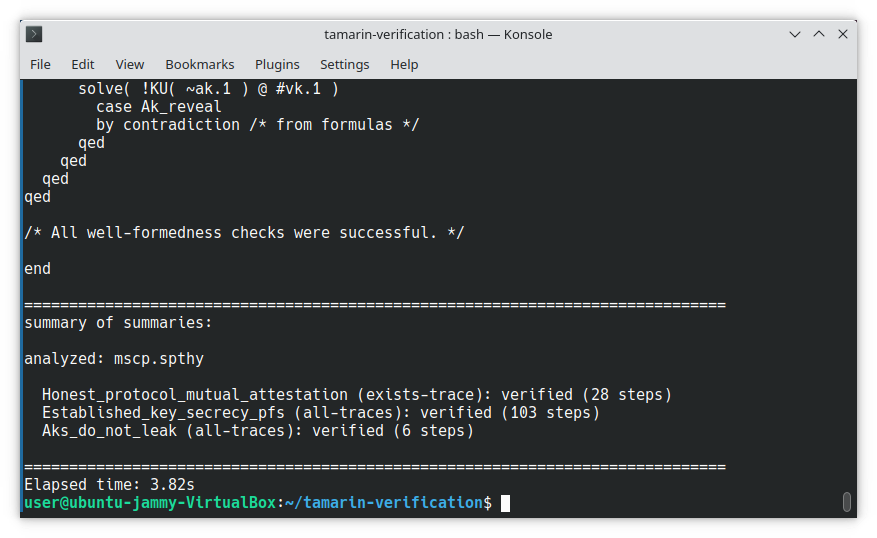 tamarin-verification : bash — Konsole
File Edit View Bookmarks Plugins Settings Help
solve( !KU( ~ak.1 ) @ #vk.1 )
case Ak_reveal
by contradiction /* from formulas */
qed
qed
qed
qed
/* All well-formedness checks were successful. */
end
==============================================================================
summary of summaries:
analyzed: mscp.spthy
Honest_protocol_mutual_attestation (exists-trace): verified (28 steps)
Established_key_secrecy_pfs (all-traces): verified (103 steps)
Aks_do_not_leak (all-traces): verified (6 steps)
==============================================================================
Elapsed time: 3.82s
user@ubuntu-jammy-VirtualBox:~/tamarin-verification$